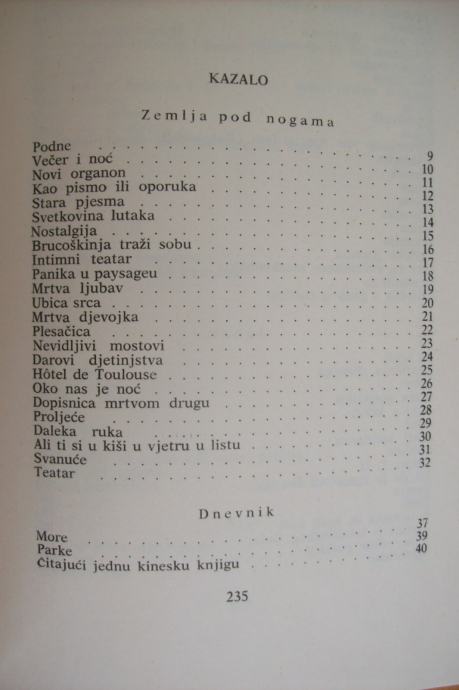 KAZALO
Zemlja pod nogama
Podne . . . . . . . . . . . . . . . . . . . . 9
Večer i noć . . . . . . . . . . . . . . . . . . . . 10
Novi organon . . . . . . . . . . . . . . . . . . . . 11
Kao pismo ili oporuka . . . . . . . . . . . . . . . 12
Stara pjesma . . . . . . . . . . . . . . . . . . . . 13
Svetkovina lutaka . . . . . . . . . . . . . . . . . 14
Nostalgija . . . . . . . . . . . . . . . . . . . . 15
Brucoškinja traži sobu . . . . . . . . . . . . . . . 16
Intimni teatar . . . . . . . . . . . . . . . . . . . 17
Panika u paysageu . . . . . . . . . . . . . . . . . 18
Mrtva ljubav . . . . . . . . . . . . . . . . . . . . 19
Ubica srca . . . . . . . . . . . . . . . . . . . . 20
Mrtva djevojka . . . . . . . . . . . . . . . . . . . 21
Plesačica . . . . . . . . . . . . . . . . . . . . 22
Nevidljivi mostovi . . . . . . . . . . . . . . . . . 23
Darovi djetinjstva . . . . . . . . . . . . . . . . . 24
Hôtel de Toulouse . . . . . . . . . . . . . . . . . 25
Oko nas je noć . . . . . . . . . . . . . . . . . . . 26
Dopisnica mrtvom drugu . . . . . . . . . . . . . . . 27
Proljeće . . . . . . . . . . . . . . . . . . . . 28
Daleka ruka . . . . . . . . . . . . . . . . . . . . 29
Ali ti si u kiši u vjetru u listu . . . . . . . . . . . . 30
Svanuće . . . . . . . . . . . . . . . . . . . . 31
Teatar . . . . . . . . . . . . . . . . . . . . 32
Dnevnik
More . . . . . . . . . . . . . . . . . . . . 37
Parke . . . . . . . . . . . . . . . . . . . . 39
Čitajući jednu kinesku knjigu . . . . . . . . . . . . 40
235